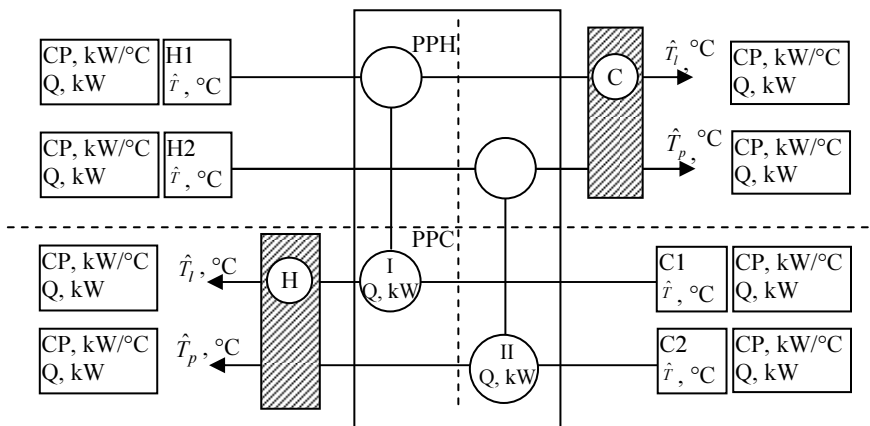 PPH
CP, kW/°C
Q, kW
H1
T̂, °C
C
T̂l, °C
CP, kW/°C
Q, kW
CP, kW/°C
Q, kW
H2
T̂, °C
T̂p, °C
CP, kW/°C
Q, kW
PPC
CP, kW/°C
Q, kW
T̂l, °C
H
I
Q, kW
C1
T̂, °C
CP, kW/°C
Q, kW
CP, kW/°C
Q, kW
T̂p, °C
II
Q, kW
C2
T̂, °C
CP, kW/°C
Q, kW